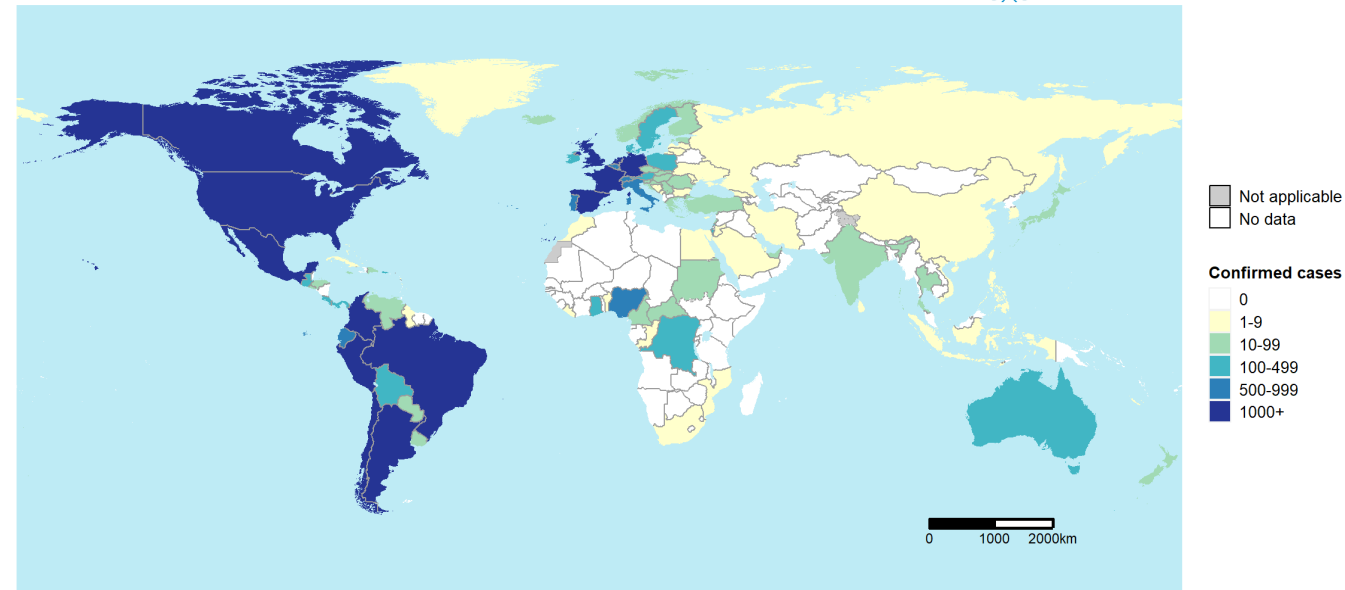 Not applicable
No data
Confirmed cases
0
1-9
10-99
100-499
500-999
1000+
0 1000 2000km